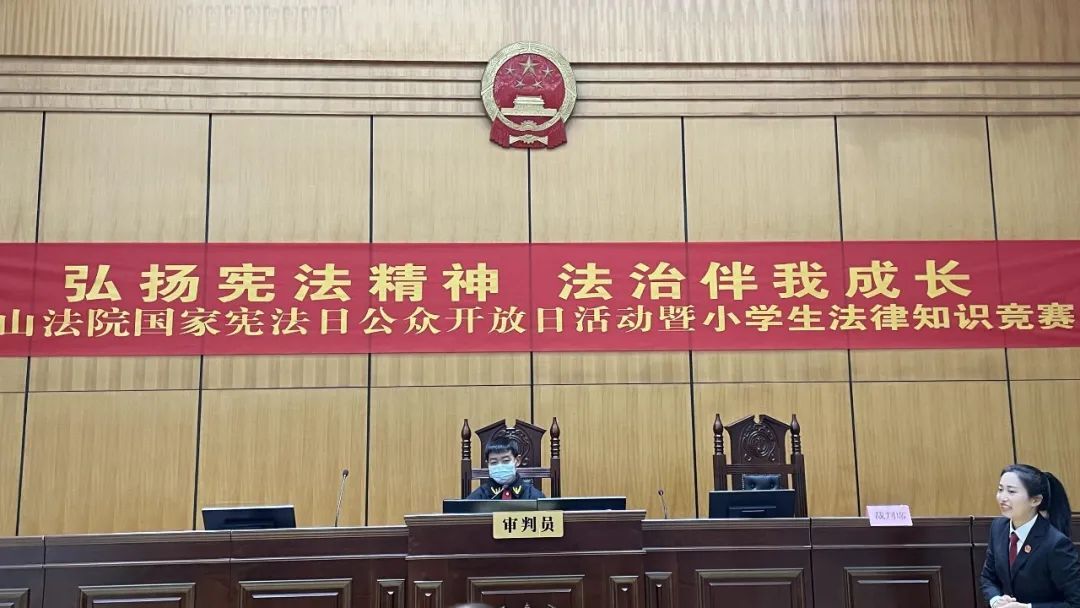 弘扬宪法精神 法治伴我成长
山法院国家宪法日公众开放日活动暨小学生法律知识竞赛
审判员